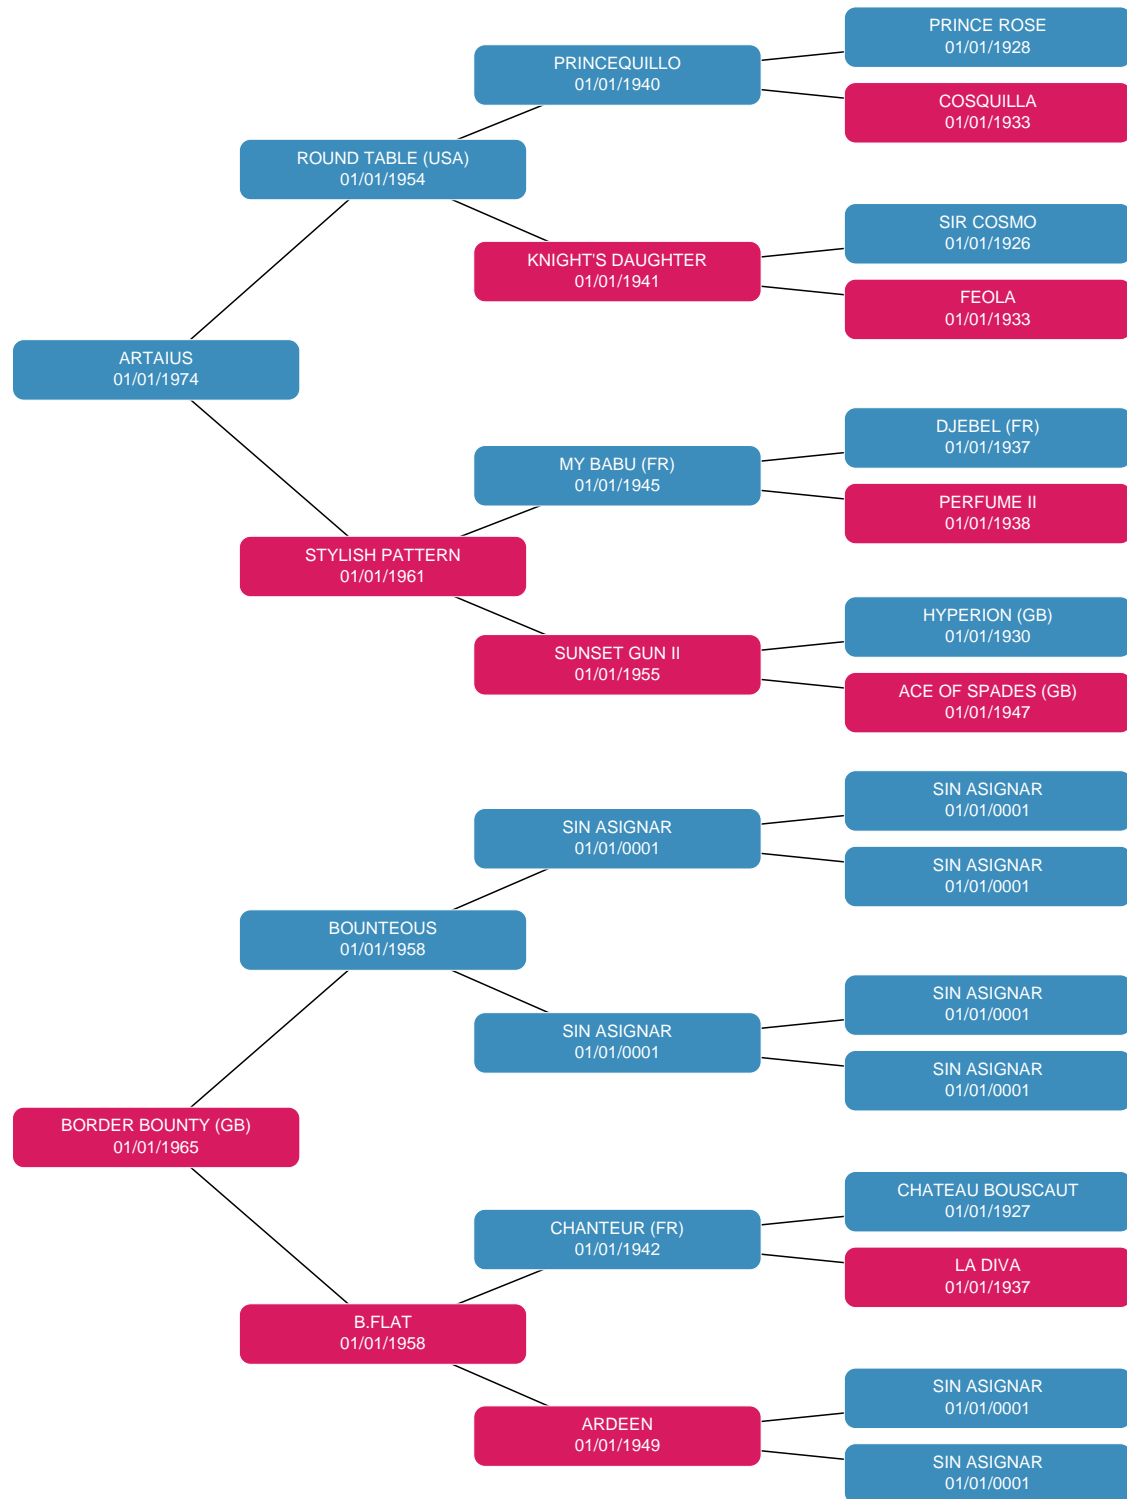 PRINCE ROSE
01/01/1928
PRINCEQUILLO
01/01/1940
COSQUILLA
01/01/1933
ROUND TABLE (USA)
01/01/1954
SIR COSMO
01/01/1926
KNIGHT'S DAUGHTER
01/01/1941
FEOLA
01/01/1933
ARTAIUS
01/01/1974
DJEBEL (FR)
01/01/1937
MY BABU (FR)
01/01/1945
PERFUME II
01/01/1938
STYLISH PATTERN
01/01/1961
HYPERION (GB)
01/01/1930
SUNSET GUN II
01/01/1955
ACE OF SPADES (GB)
01/01/1947
SIN ASIGNAR
01/01/0001
SIN ASIGNAR
01/01/0001
SIN ASIGNAR
01/01/0001
BOUNTEOUS
01/01/1958
SIN ASIGNAR
01/01/0001
SIN ASIGNAR
01/01/0001
SIN ASIGNAR
01/01/0001
BORDER BOUNTY (GB)
01/01/1965
CHATEAU BOUSCAUT
01/01/1927
CHANTEUR (FR)
01/01/1942
LA DIVA
01/01/1937
B.FLAT
01/01/1958
SIN ASIGNAR
01/01/0001
ARDEEN
01/01/1949
SIN ASIGNAR
01/01/0001